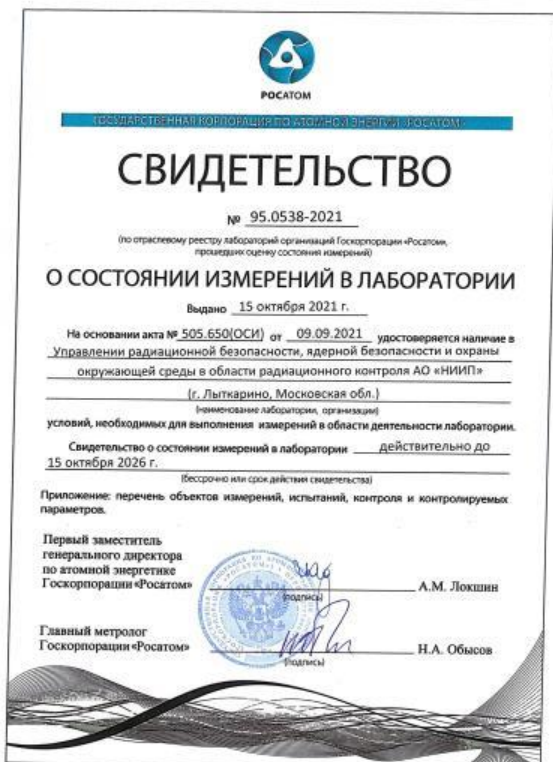 РОСАТОМ
ГОСУДАРСТВЕННАЯ КОРПОРАЦИЯ ПО АТОМНОЙ ЭНЕРГИИ «РОСАТОМ»
СВИДЕТЕЛЬСТВО
№ 95.0538-2021
(по отраслевому реестру лабораторий организаций Госкорпорации «Росатом»,
прошедших оценку состояния измерений)
О СОСТОЯНИИ ИЗМЕРЕНИЙ В ЛАБОРАТОРИИ
Выдано 15 октября 2021 г.
На основании акта № 505.650(ОСИ) от 09.09.2021 удостоверяется наличие в
Управлении радиационной безопасности, ядерной безопасности и охраны
окружающей среды в области радиационного контроля АО «НИИП»
(г. Лыткарино, Московская обл.)
(наименование лаборатории, организации)
условий, необходимых для выполнения измерений в области деятельности лаборатории.
Свидетельство о состоянии измерений в лаборатории действительно до
15 октября 2026 г.
(бессрочно или срок действия свидетельства)
Приложение: перечень объектов измерений, испытаний, контроля и контролируемых
параметров.
Первый заместитель
генерального директора
по атомной энергетике
Госкорпорации «Росатом» А.М. Локшин
(подпись)
Главный метролог
Госкорпорации «Росатом» Н.А. Обысов
(подпись)